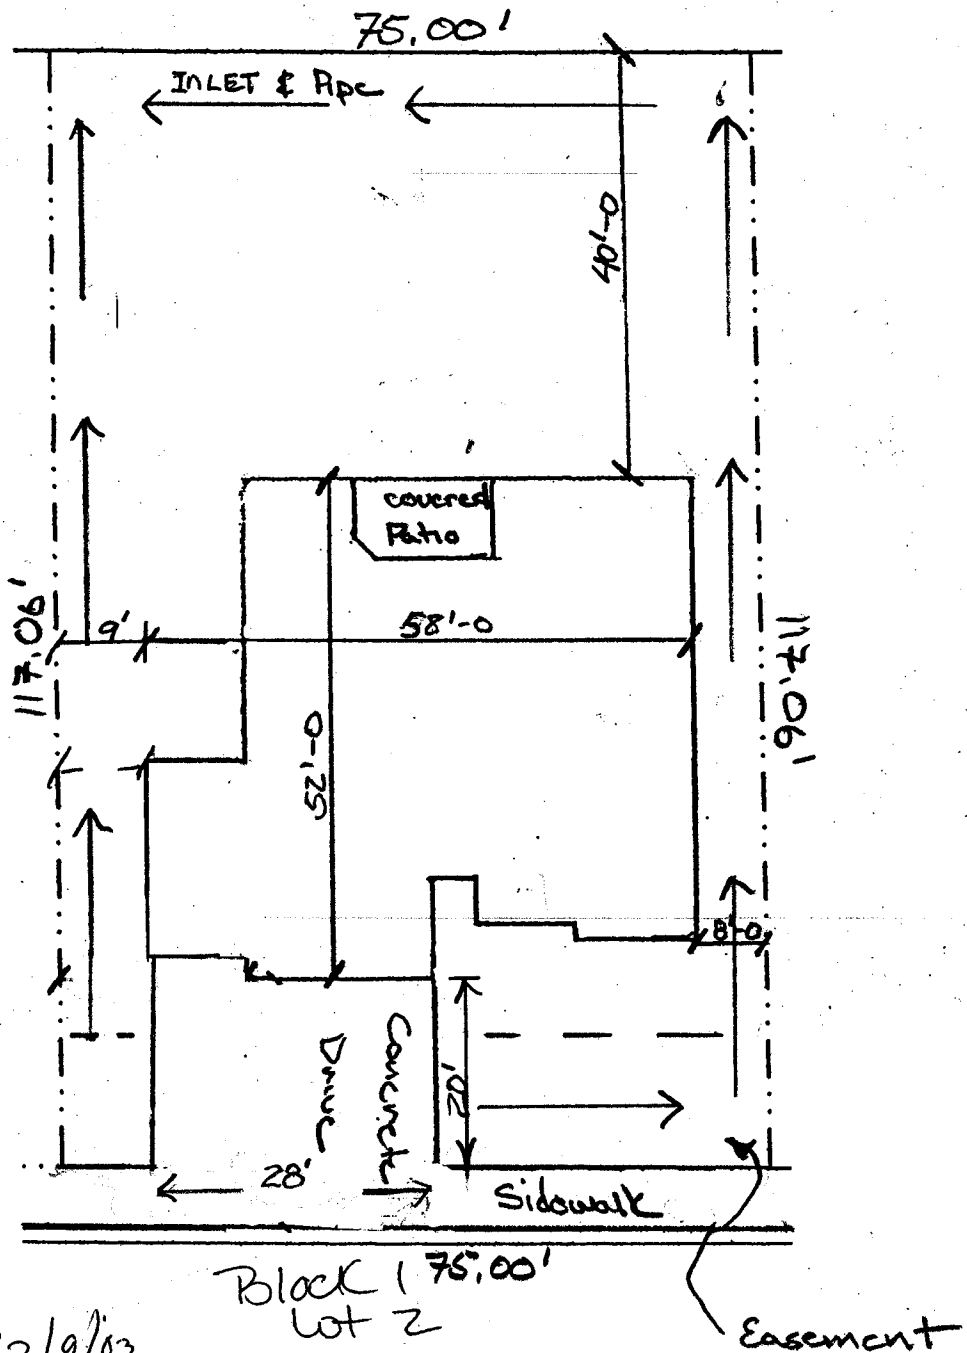 75.00'
INLET & Pipe
40'-0
covered
Patio
117.06'
9'
58'-0
117.06'
52'-0
8'-0
Concrete
Drive
20'
28'
Sidewalk
75.00'
Block 1
Lot 2
Easement